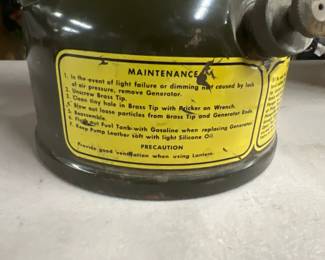 MAINTENANCE
1. In the event of light failure or dimming not caused by lack
of air pressure, remove Generator.
2. Unscrew Brass Tip.
3. Clean tiny hole in Brass Tip with Pricker on Wrench.
4. Blow out loose particles from Brass Tip and Generator Rods.
5. Reassemble.
6. Flush out Fuel Tank with Gasoline when replacing Generator.
7. Keep Pump Leather soft with light Silicone Oil.
PRECAUTION
Provide good ventilation when using Lantern.